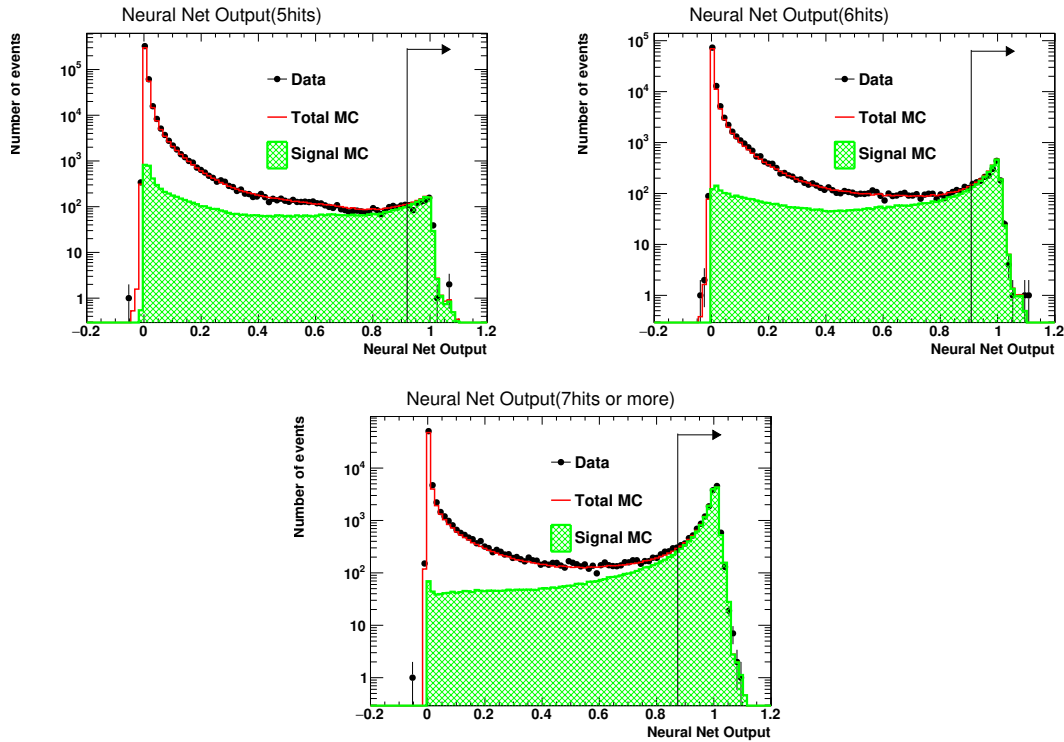 Neural Net Output(5hits)
Number of events
10^5
10^4
10^3
10^2
10
1
Data
Total MC
Signal MC
−0.2 0 0.2 0.4 0.6 0.8 1 1.2
Neural Net Output
Neural Net Output(6hits)
Number of events
10^5
10^4
10^3
10^2
10
1
Data
Total MC
Signal MC
−0.2 0 0.2 0.4 0.6 0.8 1 1.2
Neural Net Output
Neural Net Output(7hits or more)
Number of events
10^4
10^3
10^2
10
1
Data
Total MC
Signal MC
−0.2 0 0.2 0.4 0.6 0.8 1 1.2
Neural Net Output